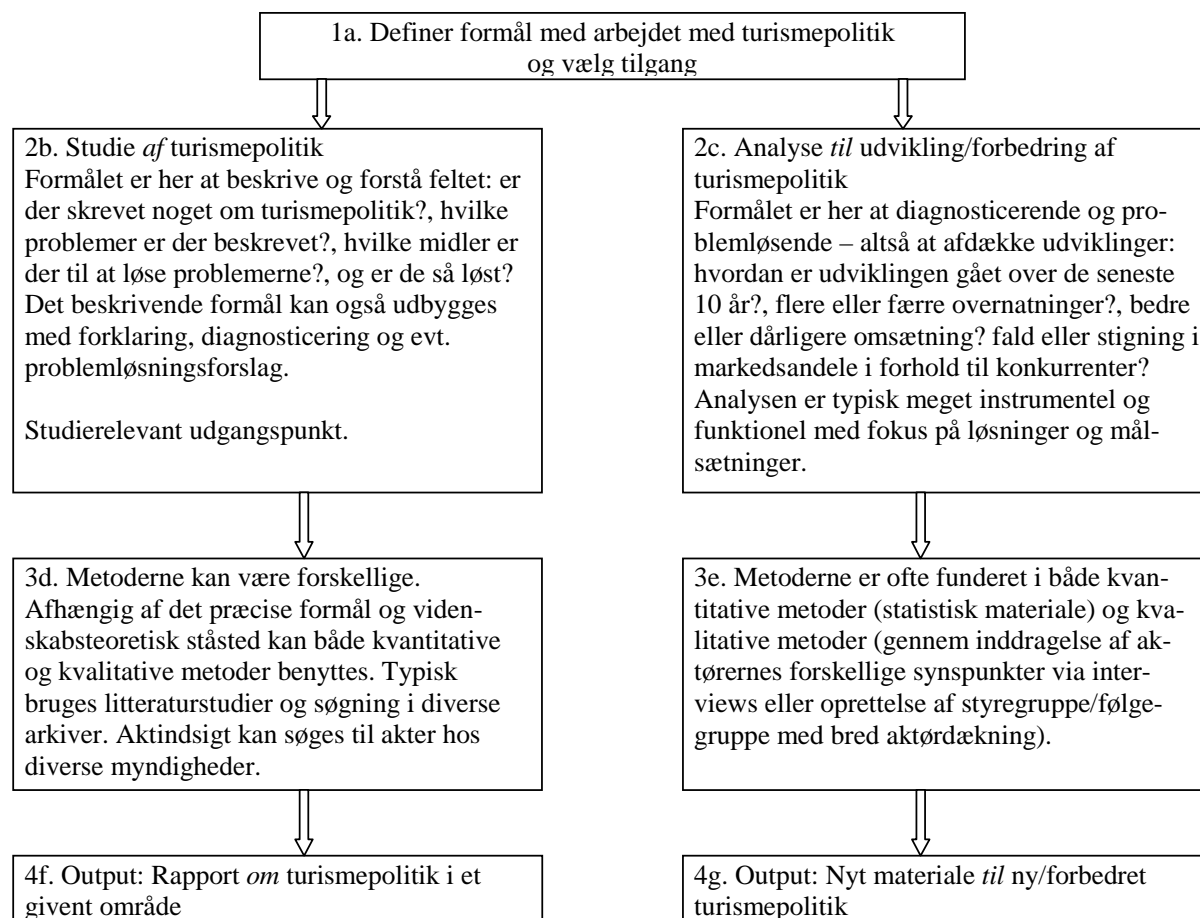 1a. Definer formål med arbejdet med turismepolitik
og vælg tilgang
2b. Studie af turismepolitik
Formålet er her at beskrive og forstå feltet: er
der skrevet noget om turismepolitik?, hvilke
problemer er der beskrevet?, hvilke midler er
der til at løse problemerne?, og er de så løst?
Det beskrivende formål kan også udbygges
med forklaring, diagnosticering og evt.
problemløsningsforslag.
Studierelevant udgangspunkt.
2c. Analyse til udvikling/forbedring af
turismepolitik
Formålet er her at diagnosticerende og pro-
blemløsende – altså at afdække udviklinger:
hvordan er udviklingen gået over de seneste
10 år?, flere eller færre overnatninger?, bedre
eller dårligere omsætning? fald eller stigning i
markedsandele i forhold til konkurrenter?
Analysen er typisk meget instrumentel og
funktionel med fokus på løsninger og mål-
sætninger.
3d. Metoderne kan være forskellige.
Afhængig af det præcise formål og viden-
skabsteoretisk ståsted kan både kvantitative
og kvalitative metoder benyttes. Typisk
bruges litteraturstudier og søgning i diverse
arkiver. Aktindsigt kan søges til akter hos
diverse myndigheder.
3e. Metoderne er ofte funderet i både kvan-
titative metoder (statistisk materiale) og kva-
litative metoder (gennem inddragelse af ak-
tørernes forskellige synspunkter via inter-
views eller oprettelse af styregruppe/følge-
gruppe med bred aktørdækning).
4f. Output: Rapport om turismepolitik i et
givent område
4g. Output: Nyt materiale til ny/forbedret
turismepolitik